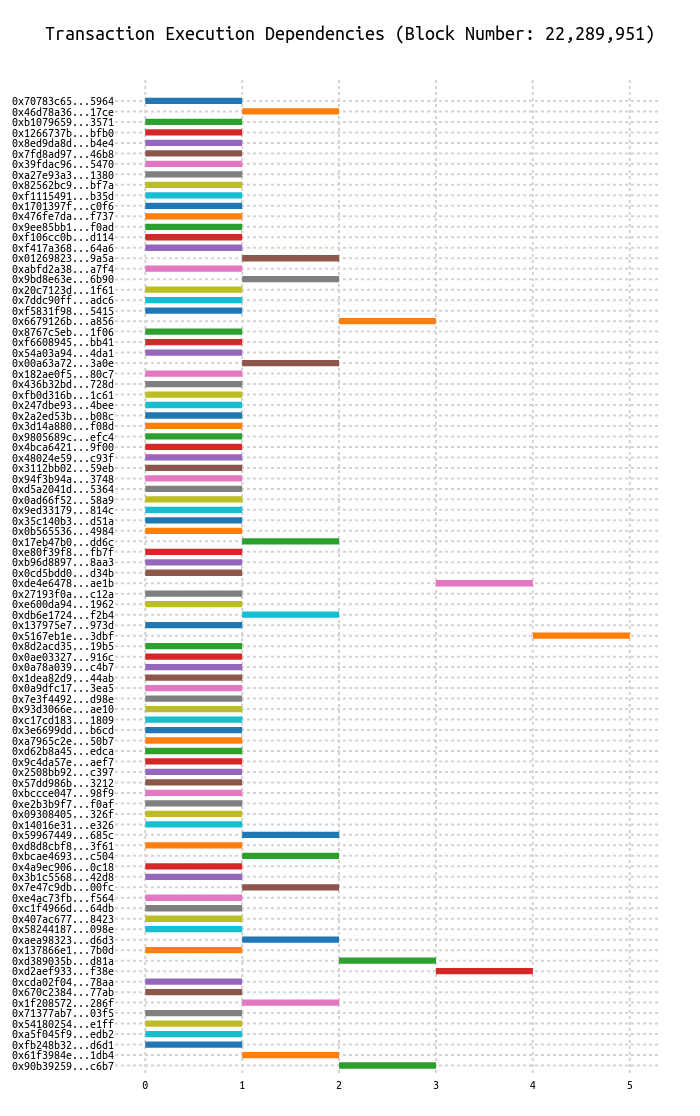 Transaction Execution Dependencies (Block Number: 22,289,951)
0x70783c65...5964
0x46d78a36...17ce
0xb1079659...3571
0x1266737b...bfb0
0x8ed9da8d...b4e4
0x7fd8ad97...46b8
0x39fdac96...5470
0xa27e93a3...1380
0x82562bc9...bf7a
0xf1115491...b35d
0x1701397f...c0f6
0x476fe7da...f737
0x9ee85bb1...f0ad
0xf106cc0b...d114
0xf417a368...64a6
0x01269823...9a5a
0xabfd2a38...a7f4
0x9bd8e63e...6b90
0x20c7123d...1f61
0x7ddc90ff...adc6
0xf5831f98...5415
0x6679126b...a856
0x8767c5eb...1f06
0xf6608945...bb41
0x54a03a94...4da1
0x00a63a72...3a0e
0x182ae0f5...80c7
0x436b32bd...728d
0xfb0d316b...1c61
0x247dbe93...4bee
0x2a2ed53b...b08c
0x3d14a880...f08d
0x9805689c...efc4
0x4bca6421...9f00
0x48024e59...c93f
0x3112bb02...59eb
0x94f3b94a...3748
0xd5a2041d...5364
0x0ad66f52...58a9
0x9ed33179...814c
0x35c140b3...d51a
0x0b565536...4984
0x17eb47b0...dd6c
0xe80f39f8...fb7f
0xb96d8897...8aa3
0x0cd5bdd0...d34b
0xde4e6478...ae1b
0x27193f0a...c12a
0xe600da94...1962
0xdb6e1724...f2b4
0x137975e7...973d
0x5167eb1e...3dbf
0x8d2acd35...19b5
0x0ae03327...916c
0x0a78a039...c4b7
0x1dea82d9...44ab
0x0a9dfc17...3ea5
0x7e3f4492...d98e
0x93d3066e...ae10
0xc17cd183...1809
0x3e6699dd...b6cd
0xa7965c2e...50b7
0xd62b8a45...edca
0x9c4da57e...aef7
0x2508bb92...c397
0x57dd986b...3212
0xbccce047...98f9
0xe2b3b9f7...f0af
0x09308405...326f
0x14016e31...e326
0x59967449...685c
0xd8d8cbf8...3f61
0xbcae4693...c504
0x4a9ec906...0c18
0x3b1c5568...42d8
0x7e47c9db...00fc
0xe4ac73fb...f564
0xc1f4966d...64db
0x407ac677...8423
0x58244187...098e
0xaea98323...d6d3
0x137866e1...7b0d
0xd389035b...d81a
0xd2aef933...f38e
0xcda02f04...78aa
0x670c2384...77ab
0x1f208572...286f
0x71377ab7...03f5
0x54180254...e1ff
0xa5f045f9...edb2
0xfb248b32...d6d1
0x61f3984e...1db4
0x90b39259...c6b7
0 1 2 3 4 5